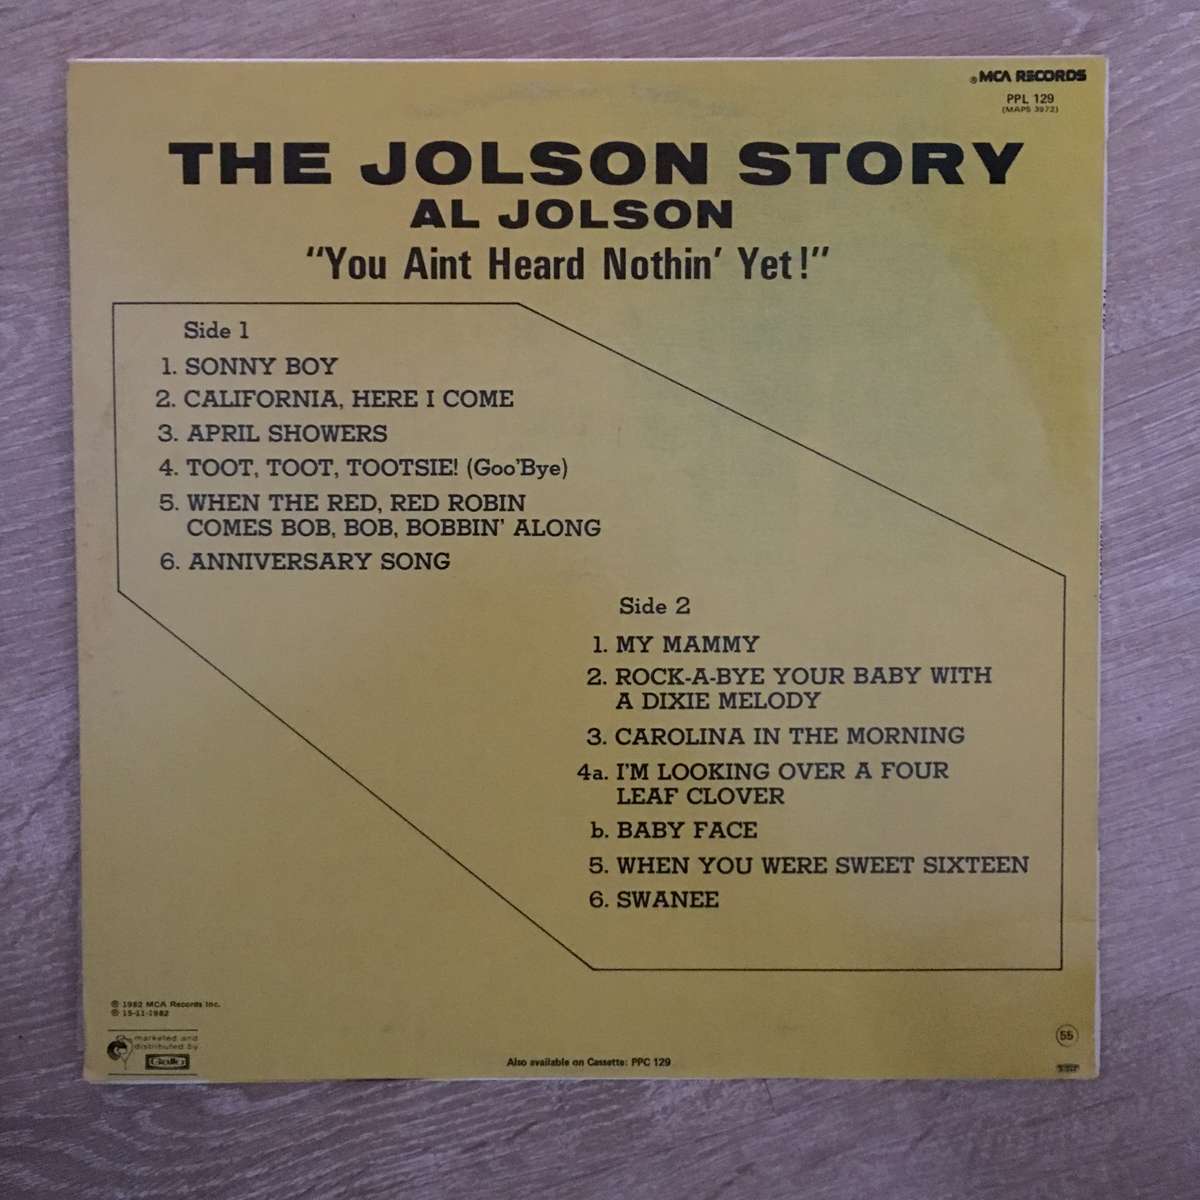 ® MCA RECORDS
PPL 129
(MAPS 3972)
THE JOLSON STORY
AL JOLSON
"You Aint Heard Nothin' Yet!"
Side 1
1. SONNY BOY
2. CALIFORNIA, HERE I COME
3. APRIL SHOWERS
4. TOOT, TOOT, TOOTSIE! (Goo'Bye)
5. WHEN THE RED, RED ROBIN
COMES BOB, BOB, BOBBIN' ALONG
6. ANNIVERSARY SONG
Side 2
1. MY MAMMY
2. ROCK-A-BYE YOUR BABY WITH
A DIXIE MELODY
3. CAROLINA IN THE MORNING
4a. I'M LOOKING OVER A FOUR
LEAF CLOVER
b. BABY FACE
5. WHEN YOU WERE SWEET SIXTEEN
6. SWANEE
℗ 1982 MCA Records Inc.
© 15-11-1982
marketed and
distributed by
Gallo
Also available on Cassette: PPC 129
55